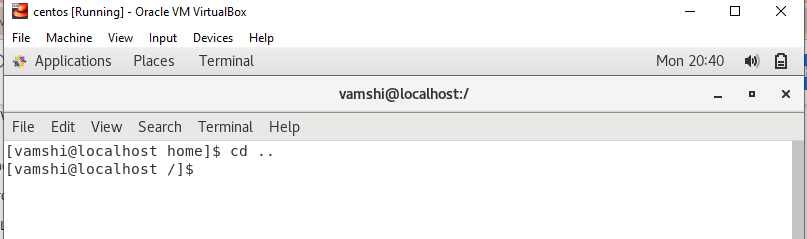 centos [Running] - Oracle VM VirtualBox
File Machine View Input Devices Help
Applications Places Terminal Mon 20:40
vamshi@localhost:/
File Edit View Search Terminal Help
[vamshi@localhost home]$ cd ..
[vamshi@localhost /]$